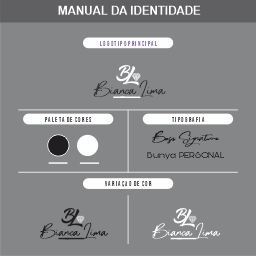 MANUAL DA IDENTIDADE
LOGOTIPO PRINCIPAL
BL
Bianca Lima
PALETA DE CORES
TIPOGRAFIA
Boss Signature
Bunya PERSONAL
VARIAÇÃO DE COR
BL
Bianca Lima
BL
Bianca Lima